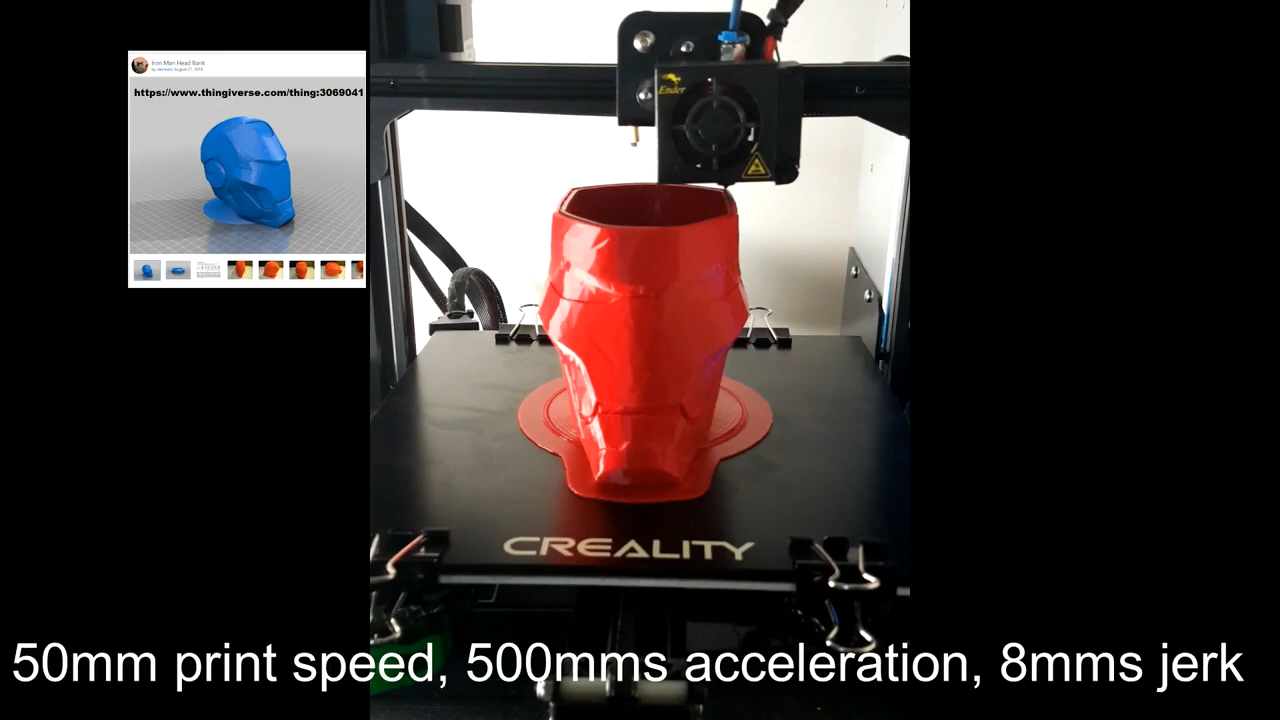 Iron Man Head Bank
https://www.thingiverse.com/thing:3069041
Ender
CREALITY
50mm print speed, 500mms acceleration, 8mms jerk